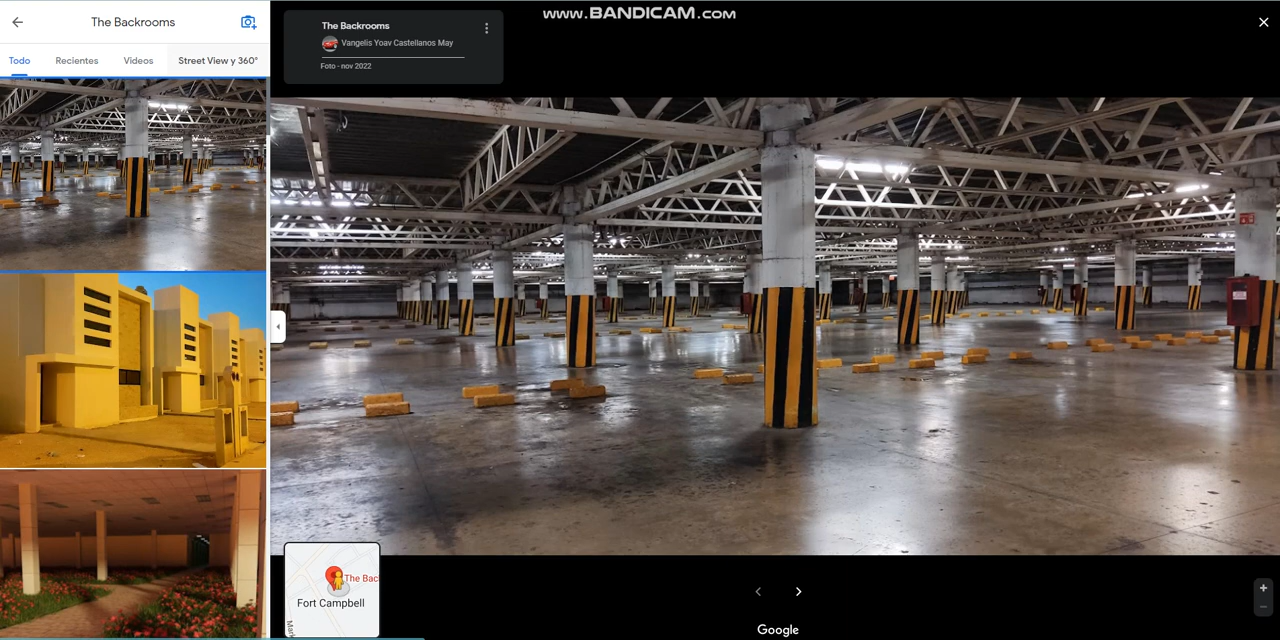 The Backrooms
Todo
Recientes
Videos
Street View y 360°
The Backrooms
Vangelis Yoav Castellanos May
Foto - nov 2022
WWW.BANDICAM.COM
The Bac
Fort Campbell
Google